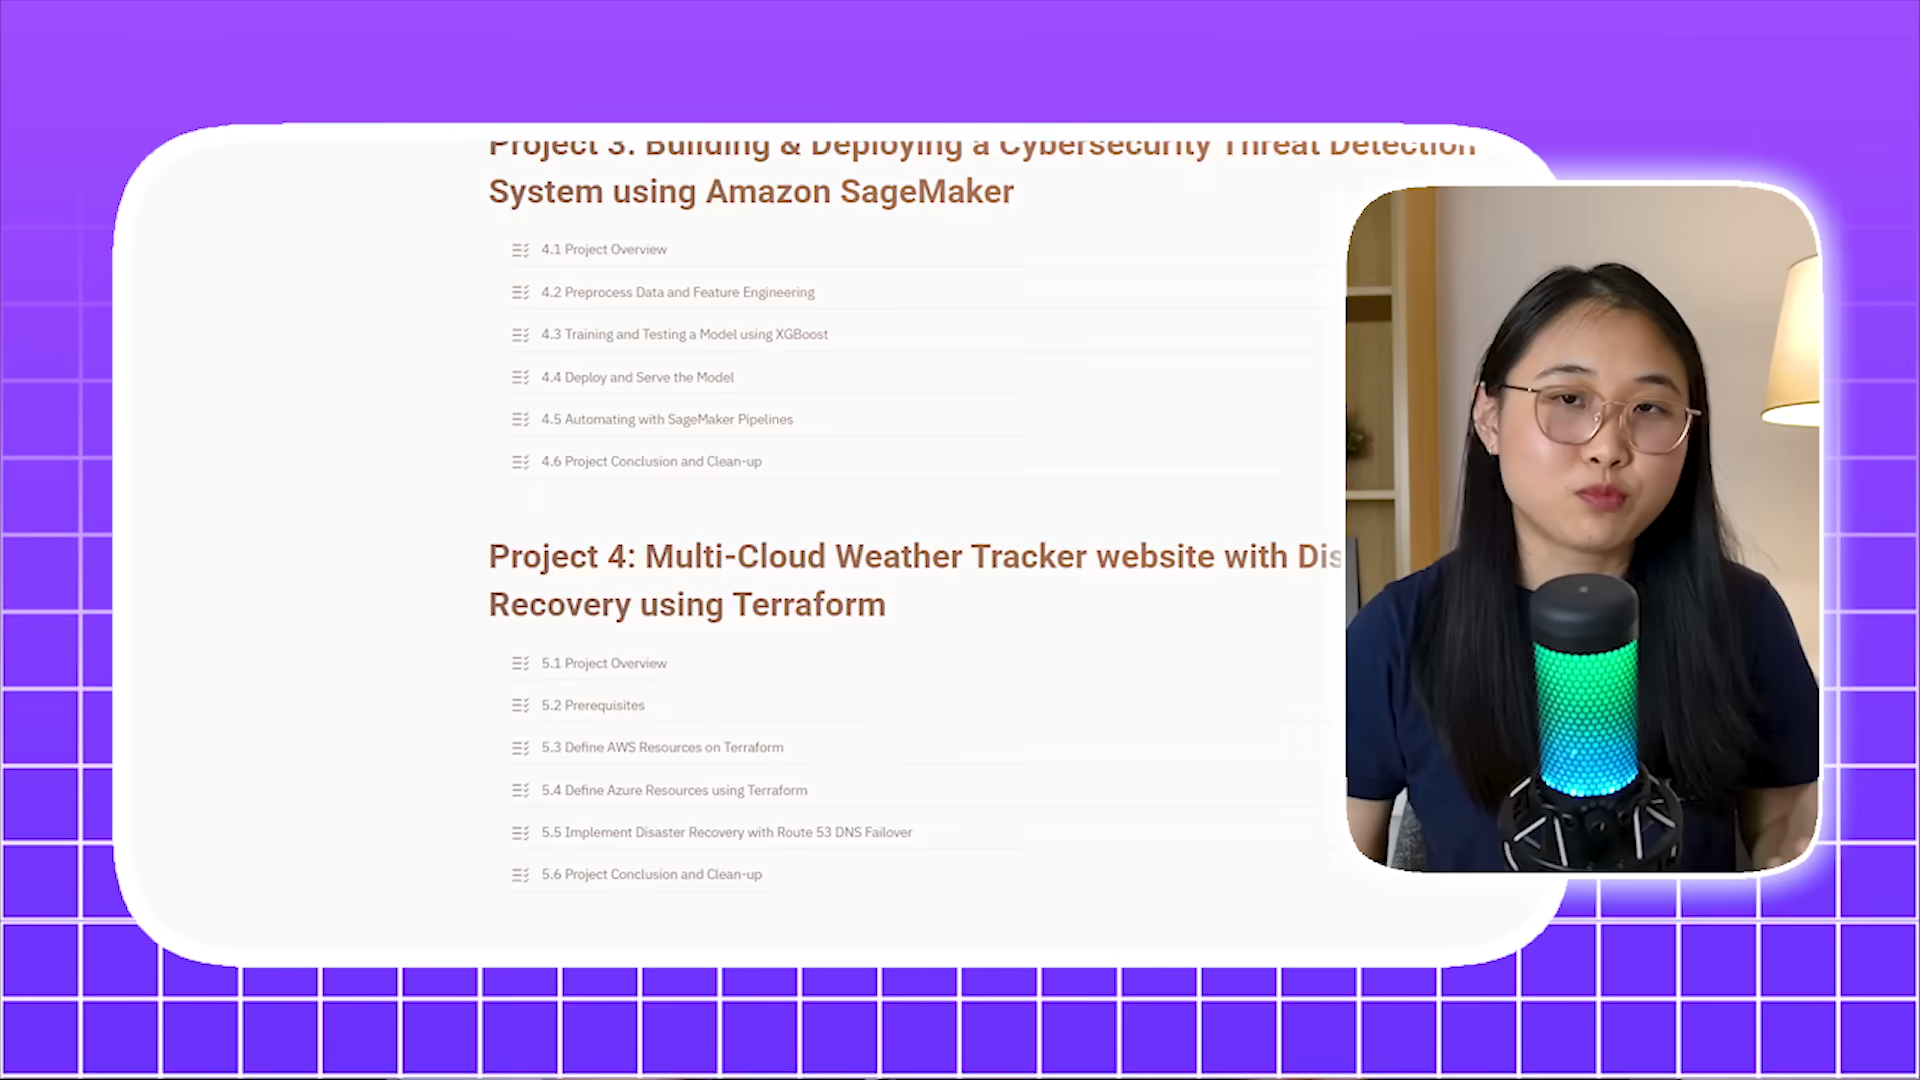 Project 3: Building & Deploying a Cybersecurity Threat Detection
System using Amazon SageMaker
4.1 Project Overview
4.2 Preprocess Data and Feature Engineering
4.3 Training and Testing a Model using XGBoost
4.4 Deploy and Serve the Model
4.5 Automating with SageMaker Pipelines
4.6 Project Conclusion and Clean-up
Project 4: Multi-Cloud Weather Tracker website with Dis
Recovery using Terraform
5.1 Project Overview
5.2 Prerequisites
5.3 Define AWS Resources on Terraform
5.4 Define Azure Resources using Terraform
5.5 Implement Disaster Recovery with Route 53 DNS Failover
5.6 Project Conclusion and Clean-up